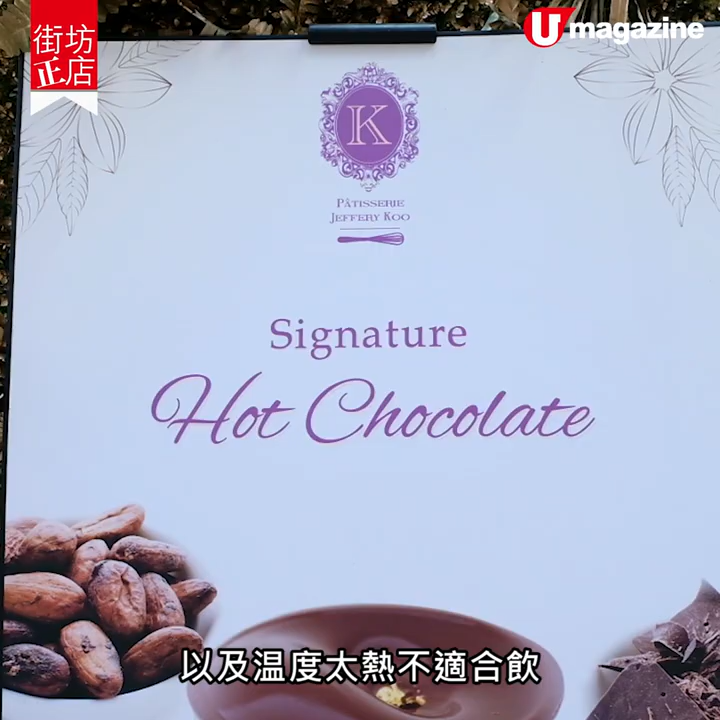 街坊
正店
U magazine
K
PÂTISSERIE
JEFFERY KOO
Signature
Hot Chocolate
以及温度太熱不適合飲